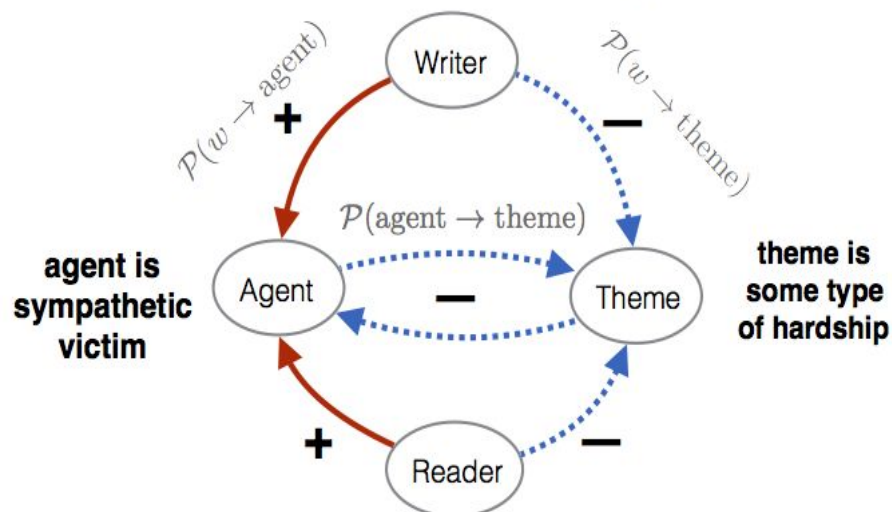 Writer
𝒫(w → agent)
+
𝒫(w → theme)
−
𝒫(agent → theme)
agent is
sympathetic
victim
Agent
−
Theme
theme is
some type
of hardship
+
Reader
−